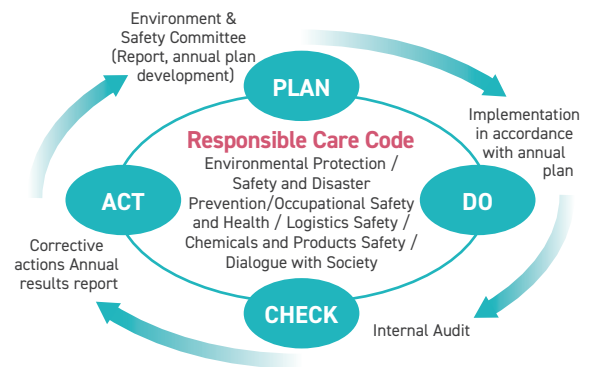 Environment &
Safety Committee
(Report, annual plan
development)
PLAN
Implementation
in accordance
with annual
plan
Responsible Care Code
Environmental Protection /
Safety and Disaster
Prevention/Occupational Safety
and Health / Logistics Safety /
Chemicals and Products Safety /
Dialogue with Society
ACT
DO
Corrective
actions Annual
results report
CHECK
Internal Audit